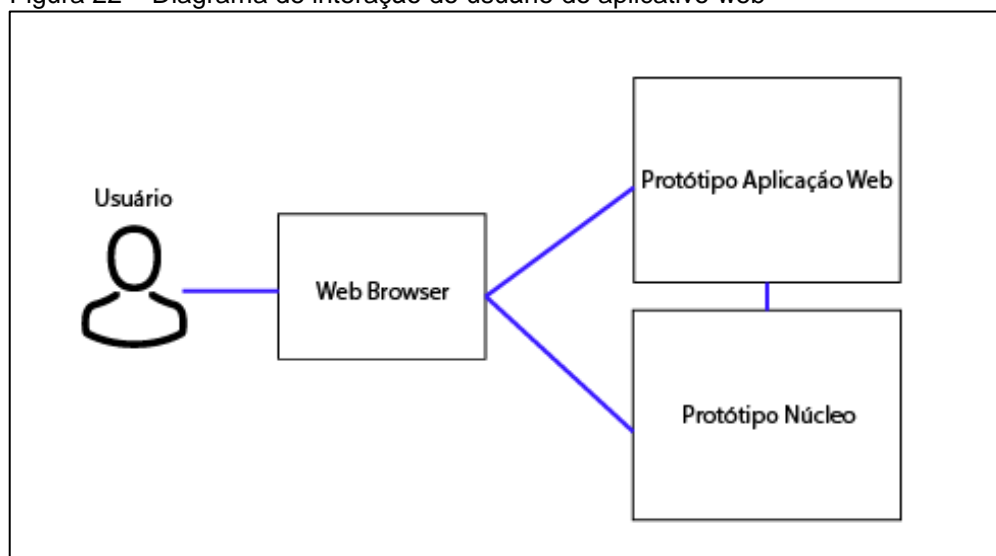 Figura 22 – Diagrama de interação do usuário do aplicativo web
Usuário
Web Browser
Protótipo Aplicação Web
Protótipo Núcleo